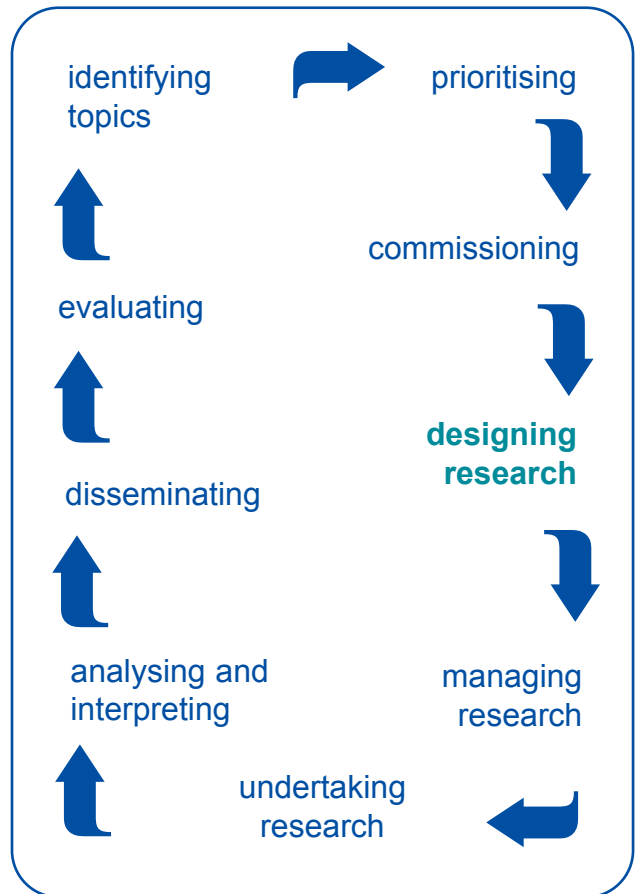 identifying
topics
prioritising
commissioning
designing
research
managing
research
undertaking
research
analysing and
interpreting
disseminating
evaluating